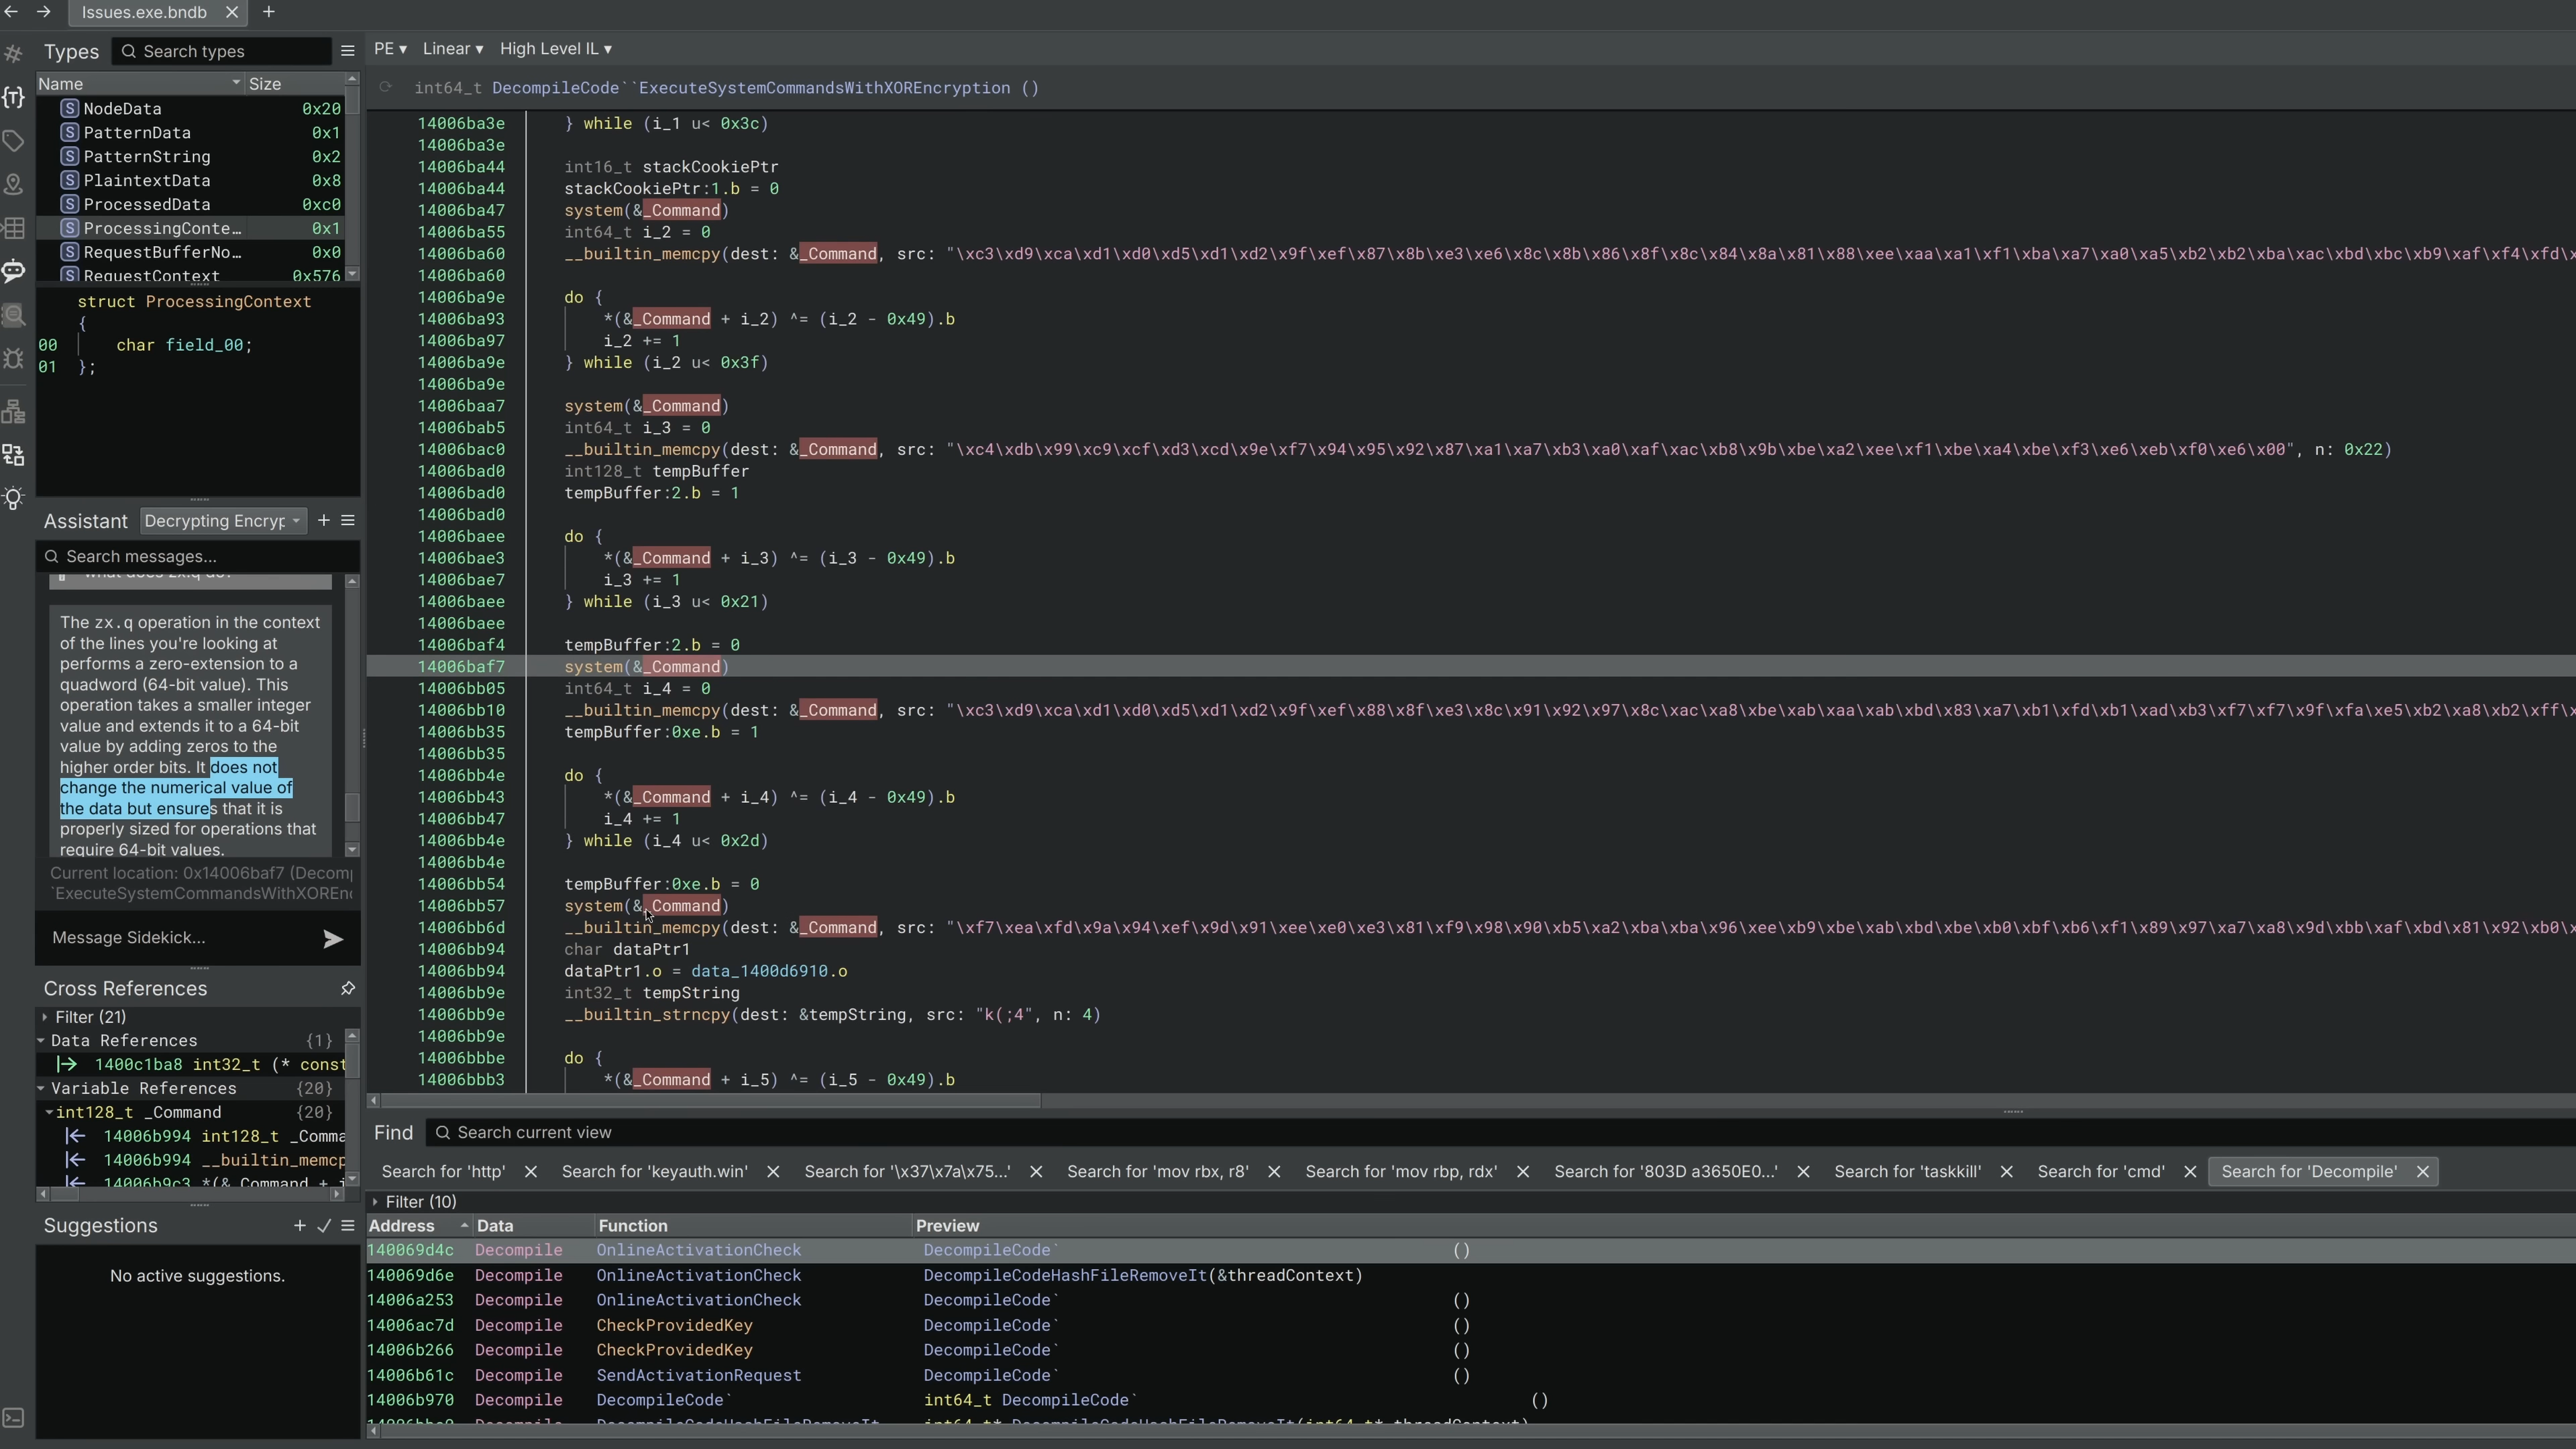 Issues.exe.bndb
Types
Search types
Name Size
NodeData 0x20
PatternData 0x1
PatternString 0x2
PlaintextData 0x8
ProcessedData 0xc0
ProcessingConte… 0x1
RequestBufferNo… 0x0
RequestContext 0x576
struct ProcessingContext
{
00 char field_00;
01 };
Assistant Decrypting Encryp
Search messages...
what does zx.q do?
The zx.q operation in the context
of the lines you're looking at
performs a zero-extension to a
quadword (64-bit value). This
operation takes a smaller integer
value and extends it to a 64-bit
value by adding zeros to the
higher order bits. It does not
change the numerical value of
the data but ensures that it is
properly sized for operations that
require 64-bit values.
Current location: 0x14006baf7 (Decomp
`ExecuteSystemCommandsWithXOREnc
Message Sidekick...
Cross References
Filter (21)
Data References {1}
1400c1ba8 int32_t (* const
Variable References {20}
int128_t _Command {20}
14006b994 int128_t _Comma
14006b994 __builtin_memcp
14006b9c3 *(&_Command + i
Suggestions
No active suggestions.
PE ▾ Linear ▾ High Level IL ▾
int64_t DecompileCode``ExecuteSystemCommandsWithXOREncryption ()
14006ba3e } while (i_1 u< 0x3c)
14006ba3e
14006ba44 int16_t stackCookiePtr
14006ba44 stackCookiePtr:1.b = 0
14006ba47 system(&_Command)
14006ba55 int64_t i_2 = 0
14006ba60 __builtin_memcpy(dest: &_Command, src: "\xc3\xd9\xca\xd1\xd0\xd5\xd1\xd2\x9f\xef\x87\x8b\xe3\xe6\x8c\x8b\x86\x8f\x8c\x84\x8a\x81\x88\xee\xaa\xa1\xf1\xba\xa7\xa0\xa5\xb2\xb2\xba\xac\xbd\xbc\xb9\xaf\xf4\xfd\x
14006ba60
14006ba9e do {
14006ba93 *(&_Command + i_2) ^= (i_2 - 0x49).b
14006ba97 i_2 += 1
14006ba9e } while (i_2 u< 0x3f)
14006ba9e
14006baa7 system(&_Command)
14006bab5 int64_t i_3 = 0
14006bac0 __builtin_memcpy(dest: &_Command, src: "\xc4\xdb\x99\xc9\xcf\xd3\xcd\x9e\xf7\x94\x95\x92\x87\xa1\xa7\xb3\xa0\xaf\xac\xb8\x9b\xbe\xa2\xee\xf1\xbe\xa4\xbe\xf3\xe6\xeb\xf0\xe6\x00", n: 0x22)
14006bad0 int128_t tempBuffer
14006bad0 tempBuffer:2.b = 1
14006bad0
14006baee do {
14006bae3 *(&_Command + i_3) ^= (i_3 - 0x49).b
14006bae7 i_3 += 1
14006baee } while (i_3 u< 0x21)
14006baee
14006baf4 tempBuffer:2.b = 0
14006baf7 system(&_Command)
14006bb05 int64_t i_4 = 0
14006bb10 __builtin_memcpy(dest: &_Command, src: "\xc3\xd9\xca\xd1\xd0\xd5\xd1\xd2\x9f\xef\x88\x8f\xe3\x8c\x91\x92\x97\x8c\xac\xa8\xbe\xab\xaa\xab\xbd\x83\xa7\xb1\xfd\xb1\xad\xb3\xf7\xf7\x9f\xfa\xe5\xb2\xa8\xb2\xff\x
14006bb35 tempBuffer:0xe.b = 1
14006bb35
14006bb4e do {
14006bb43 *(&_Command + i_4) ^= (i_4 - 0x49).b
14006bb47 i_4 += 1
14006bb4e } while (i_4 u< 0x2d)
14006bb4e
14006bb54 tempBuffer:0xe.b = 0
14006bb57 system(&_Command)
14006bb6d __builtin_memcpy(dest: &_Command, src: "\xf7\xea\xfd\x9a\x94\xef\x9d\x91\xee\xe0\xe3\x81\xf9\x98\x90\xb5\xa2\xba\xba\x96\xee\xb9\xbe\xab\xbd\xbe\xb0\xbf\xb6\xf1\x89\x97\xa7\xa8\x9d\xbb\xaf\xbd\x81\x92\xb0\x
14006bb94 char dataPtr1
14006bb94 dataPtr1.o = data_1400d6910.o
14006bb9e int32_t tempString
14006bb9e __builtin_strncpy(dest: &tempString, src: "k(;4", n: 4)
14006bb9e
14006bbbe do {
14006bbb3 *(&_Command + i_5) ^= (i_5 - 0x49).b
Find Search current view
Search for 'http' Search for 'keyauth.win' Search for '\x37\x7a\x75...' Search for 'mov rbx, r8' Search for 'mov rbp, rdx' Search for '803D a3650E0...' Search for 'taskkill' Search for 'cmd' Search for 'Decompile'
Filter (10)
Address Data Function Preview
140069d4c Decompile OnlineActivationCheck DecompileCode` ()
140069d6e Decompile OnlineActivationCheck DecompileCodeHashFileRemoveIt(&threadContext)
14006a253 Decompile OnlineActivationCheck DecompileCode` ()
14006ac7d Decompile CheckProvidedKey DecompileCode` ()
14006b266 Decompile CheckProvidedKey DecompileCode` ()
14006b61c Decompile SendActivationRequest DecompileCode` ()
14006b970 Decompile DecompileCode` int64_t DecompileCode` ()
Decompile DecompileCodeHashFileRemoveIt int64_t* DecompileCodeHashFileRemoveIt(int64_t* threadContext)